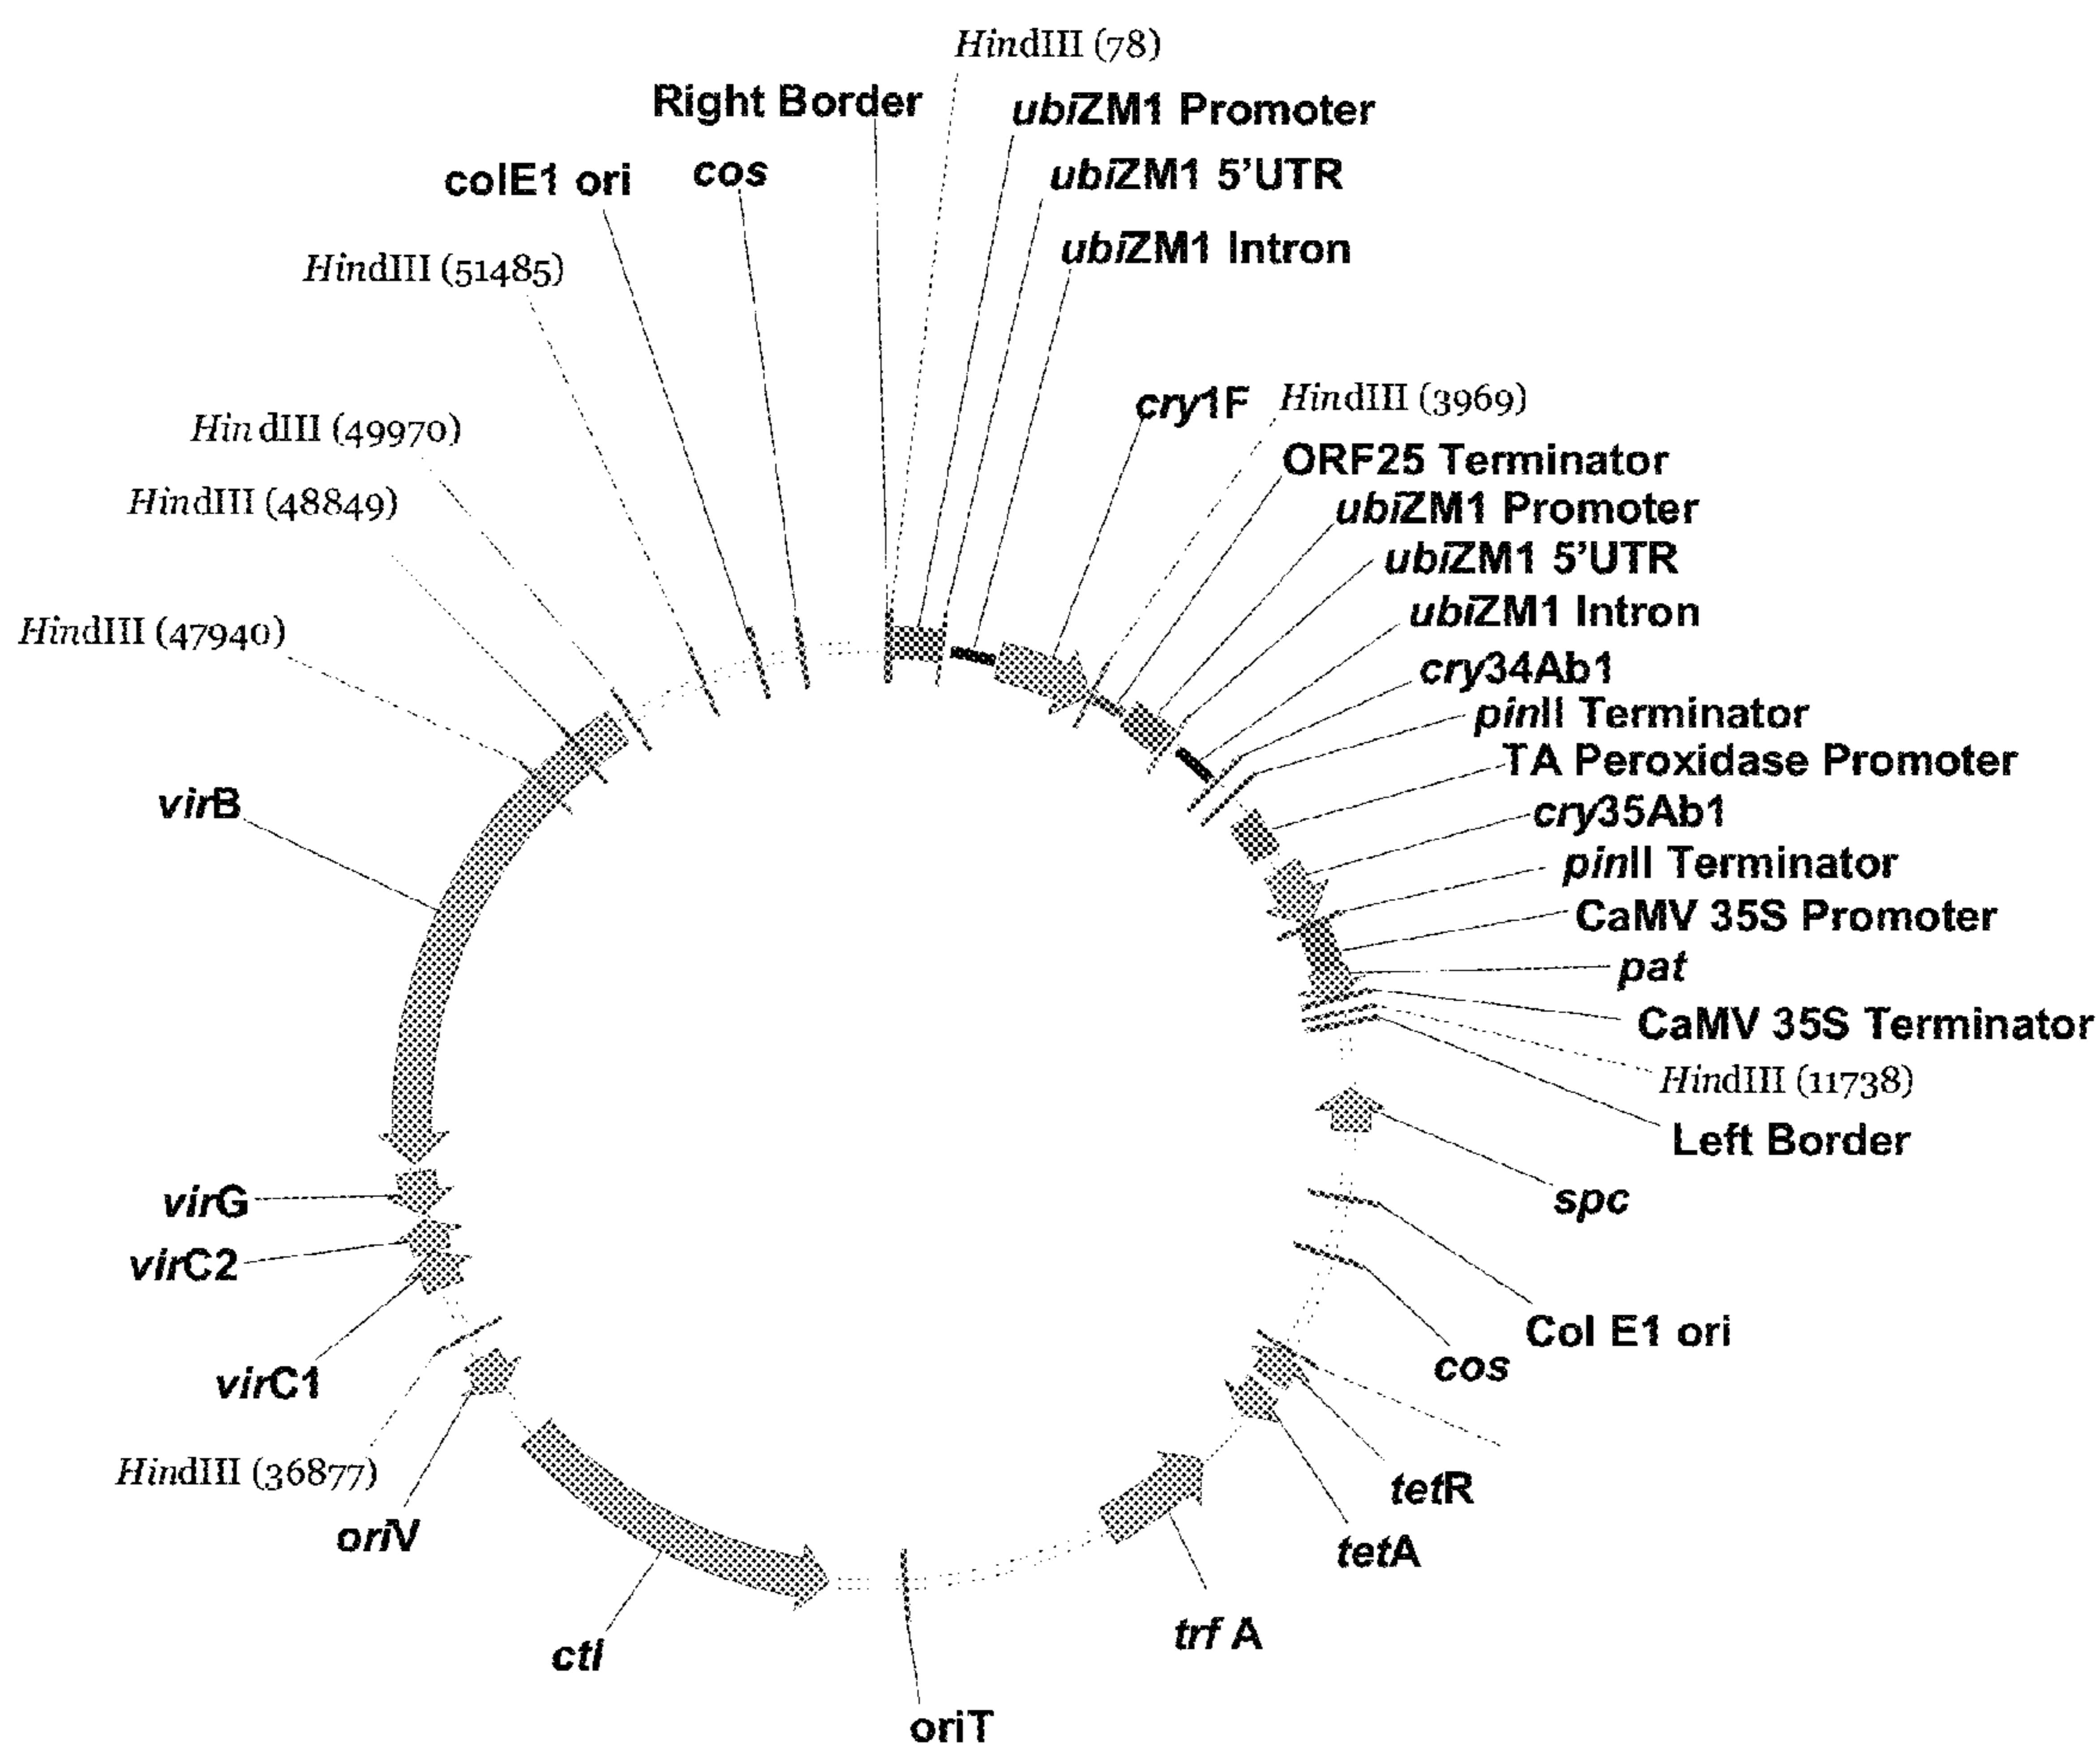 HindIII (78)
Right Border
ubiZM1 Promoter
colE1 ori
cos
ubiZM1 5'UTR
ubiZM1 Intron
HindIII (51485)
cry1F
HindIII (3969)
HindIII (49970)
ORF25 Terminator
HindIII (48849)
ubiZM1 Promoter
ubiZM1 5'UTR
ubiZM1 Intron
HindIII (47940)
cry34Ab1
pinII Terminator
TA Peroxidase Promoter
virB
cry35Ab1
pinII Terminator
CaMV 35S Promoter
pat
CaMV 35S Terminator
HindIII (11738)
Left Border
virG
spc
virC2
Col E1 ori
virC1
cos
HindIII (36877)
tetR
oriV
tetA
ctl
trf A
oriT